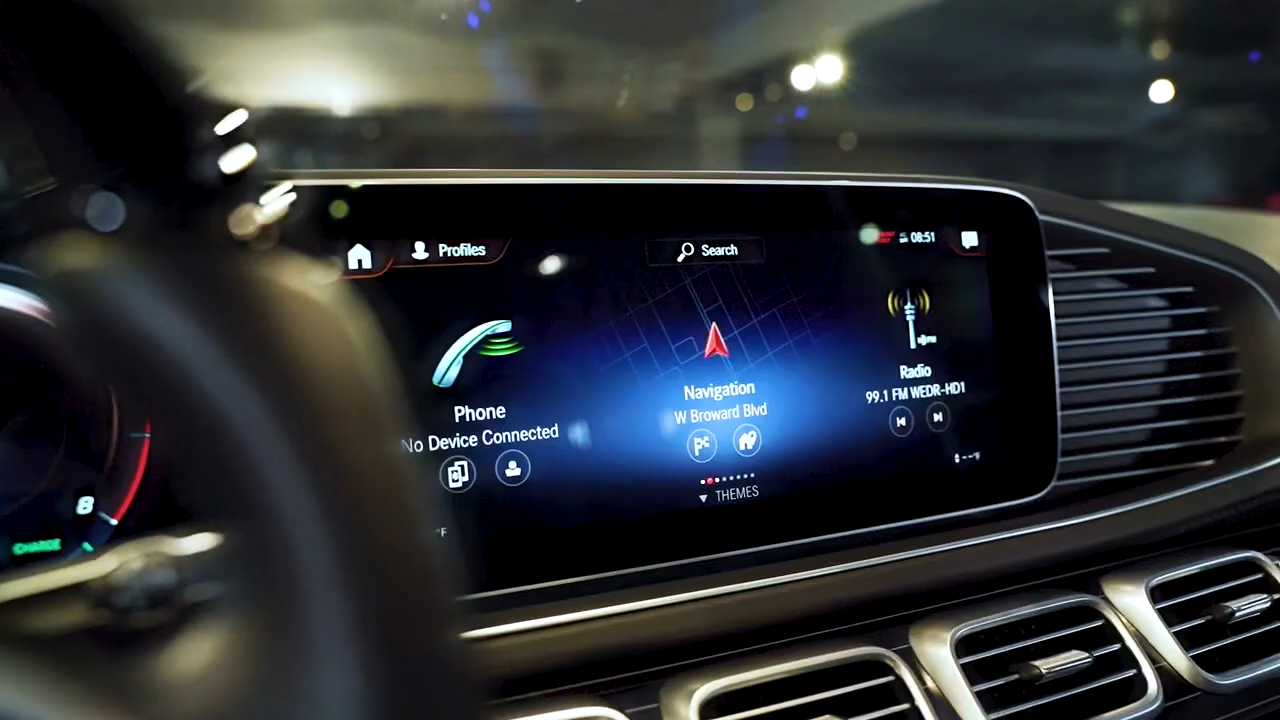 Profiles
Search
08:51
Phone
No Device Connected
Navigation
W Broward Blvd
Radio
99.1 FM WEDR-HD1
THEMES
°F
--°F
8
CHARGE